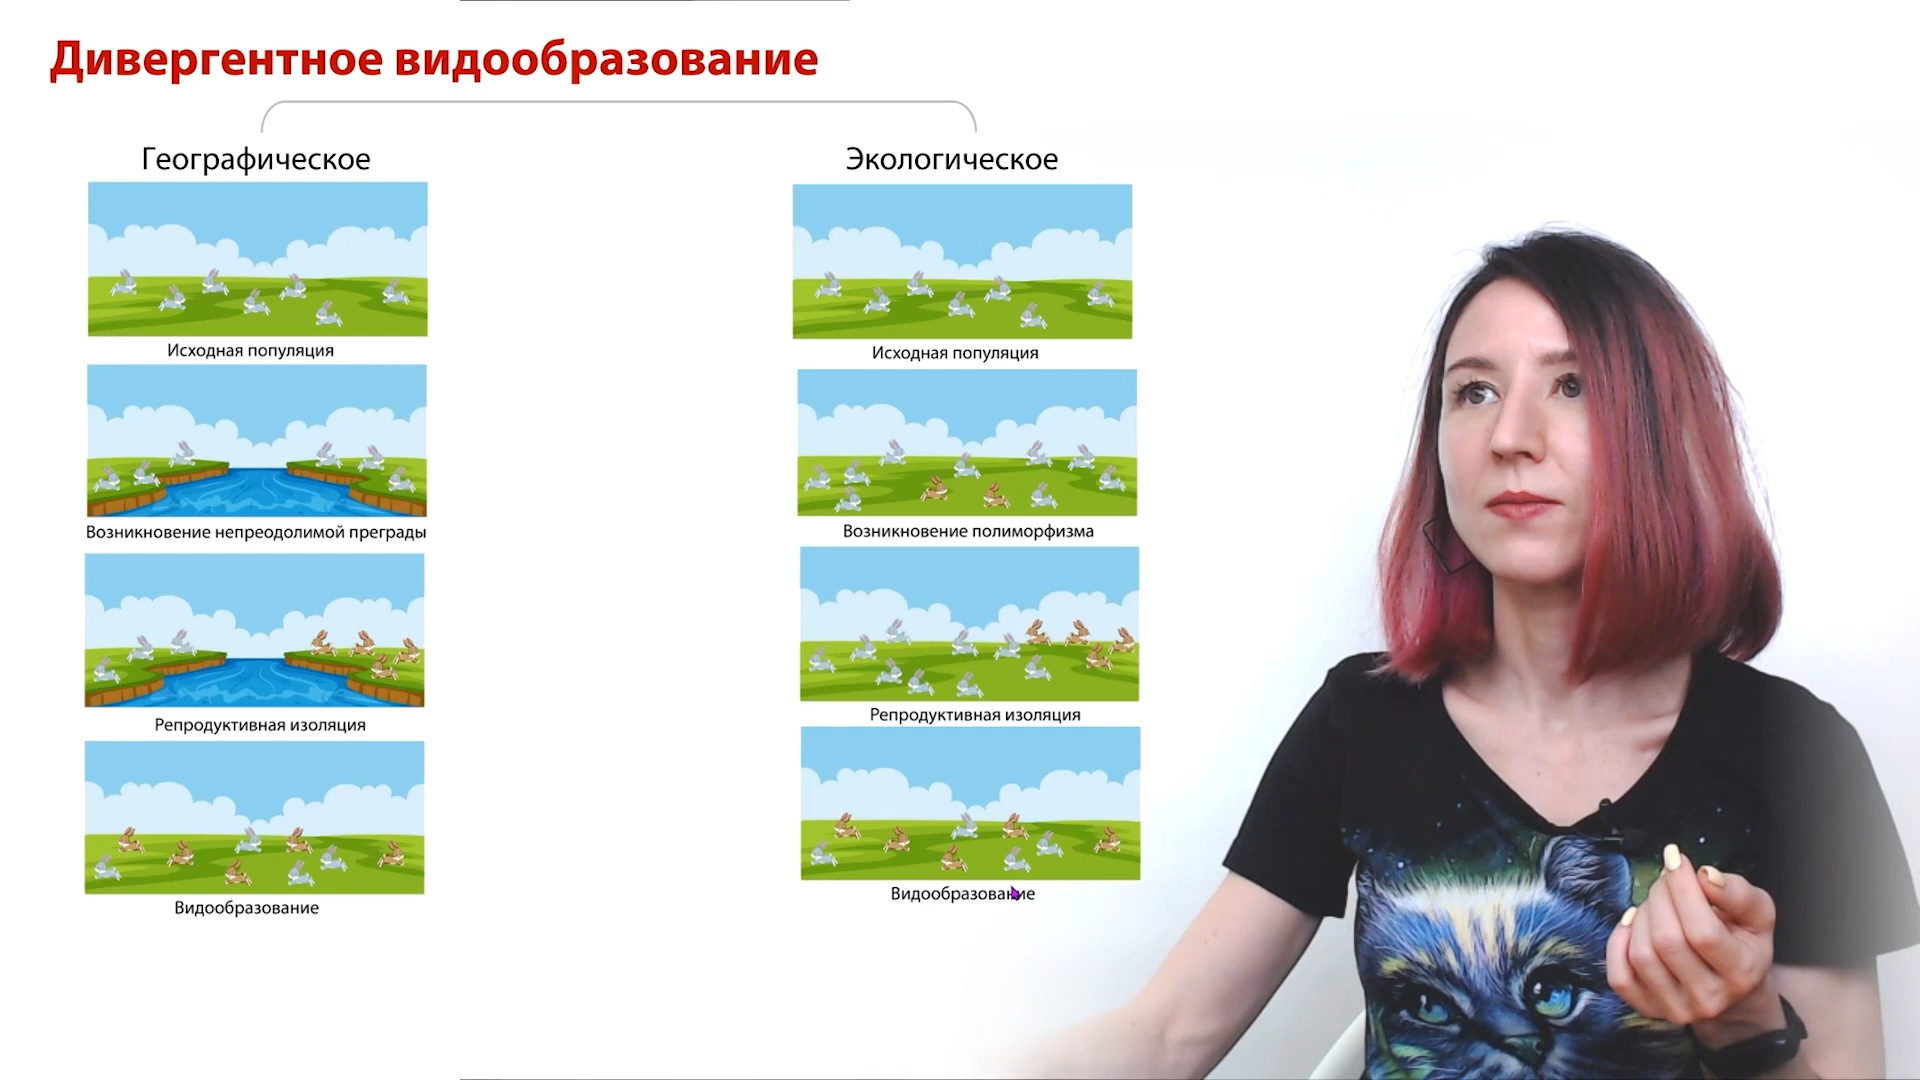 Дивергентное видообразование
Географическое
Исходная популяция
Возникновение непреодолимой преграды
Репродуктивная изоляция
Видообразование
Экологическое
Исходная популяция
Возникновение полиморфизма
Репродуктивная изоляция
Видообразование